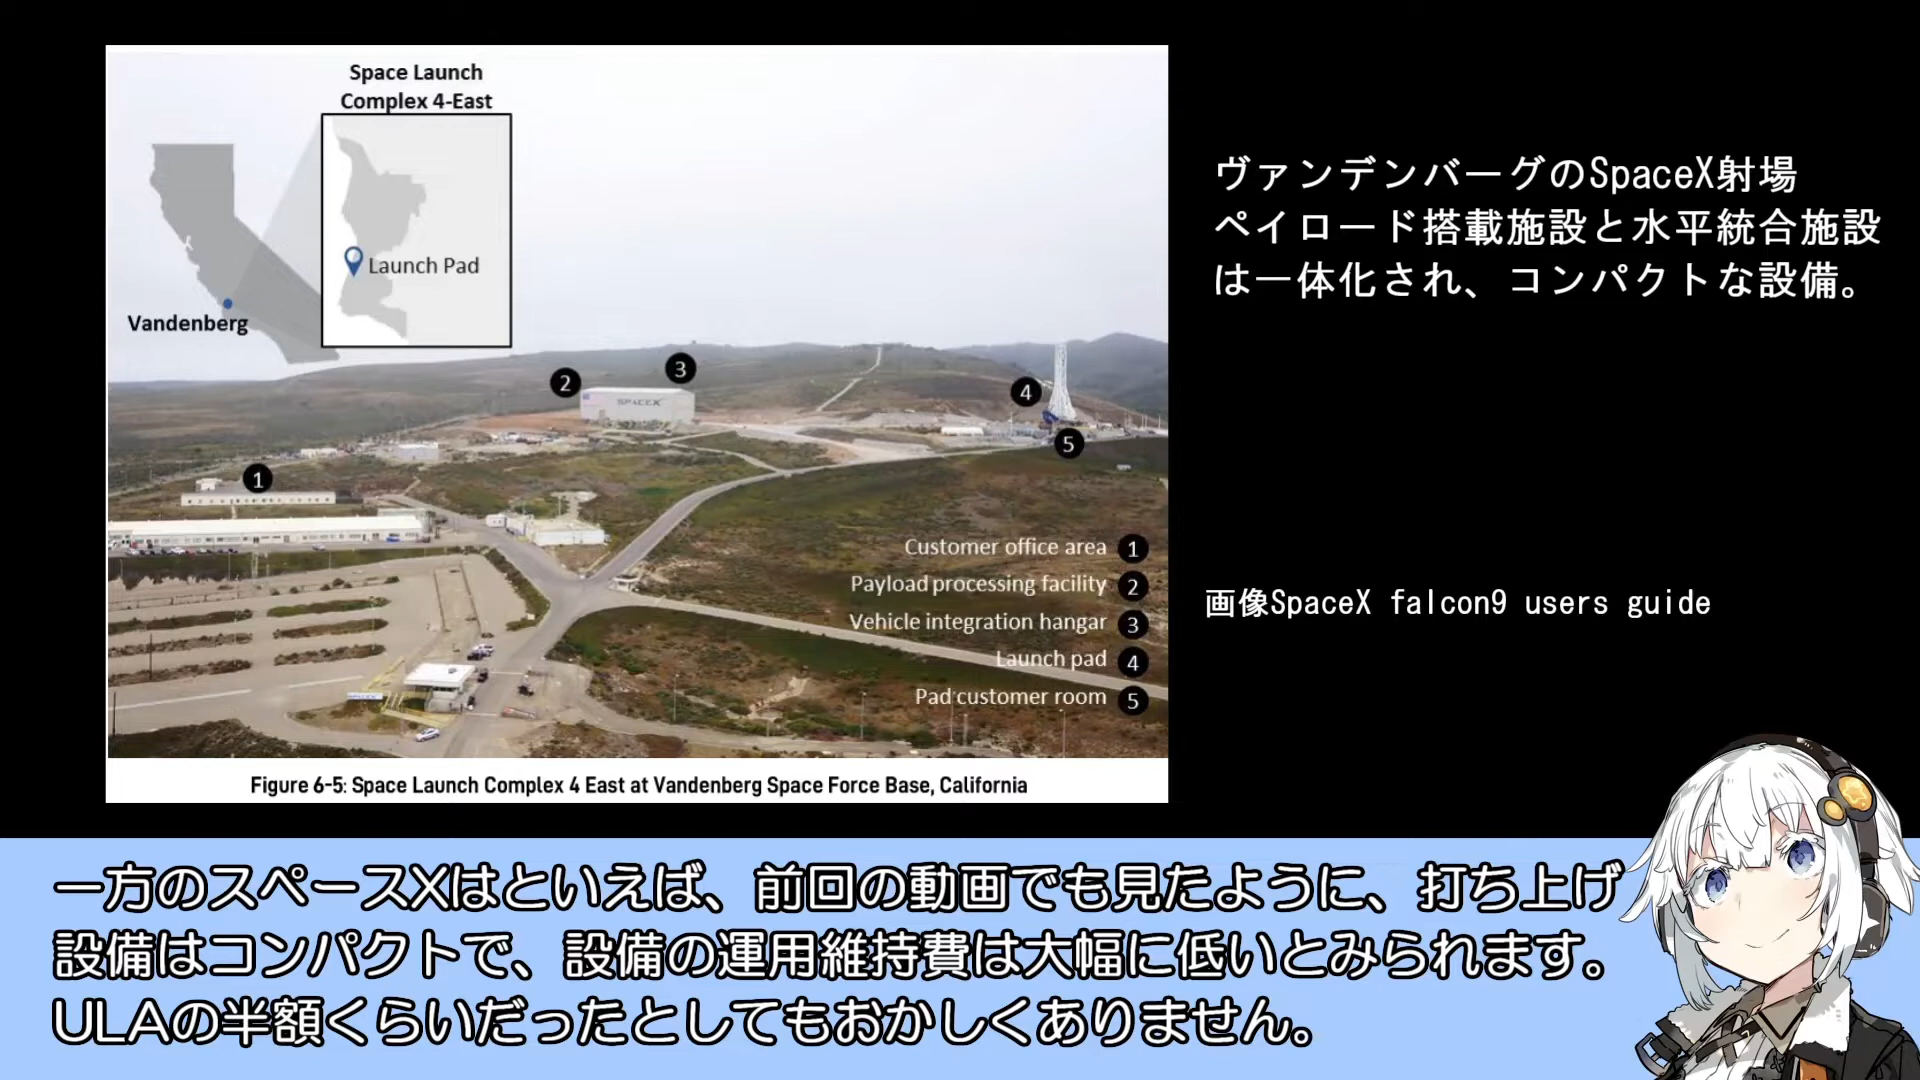 Space Launch
Complex 4-East
Launch Pad
Vandenberg
2
3
SPACEX
4
5
1
Customer office area 1
Payload processing facility 2
Vehicle integration hangar 3
Launch pad 4
Pad customer room 5
Figure 6-5: Space Launch Complex 4 East at Vandenberg Space Force Base, California
ヴァンデンバーグのSpaceX射場
ペイロード搭載施設と水平統合施設
は一体化され、コンパクトな設備。
画像SpaceX falcon9 users guide
一方のスペースXはといえば、前回の動画でも見たように、打ち上げ
設備はコンパクトで、設備の運用維持費は大幅に低いとみられます。
ULAの半額くらいだったとしてもおかしくありません。